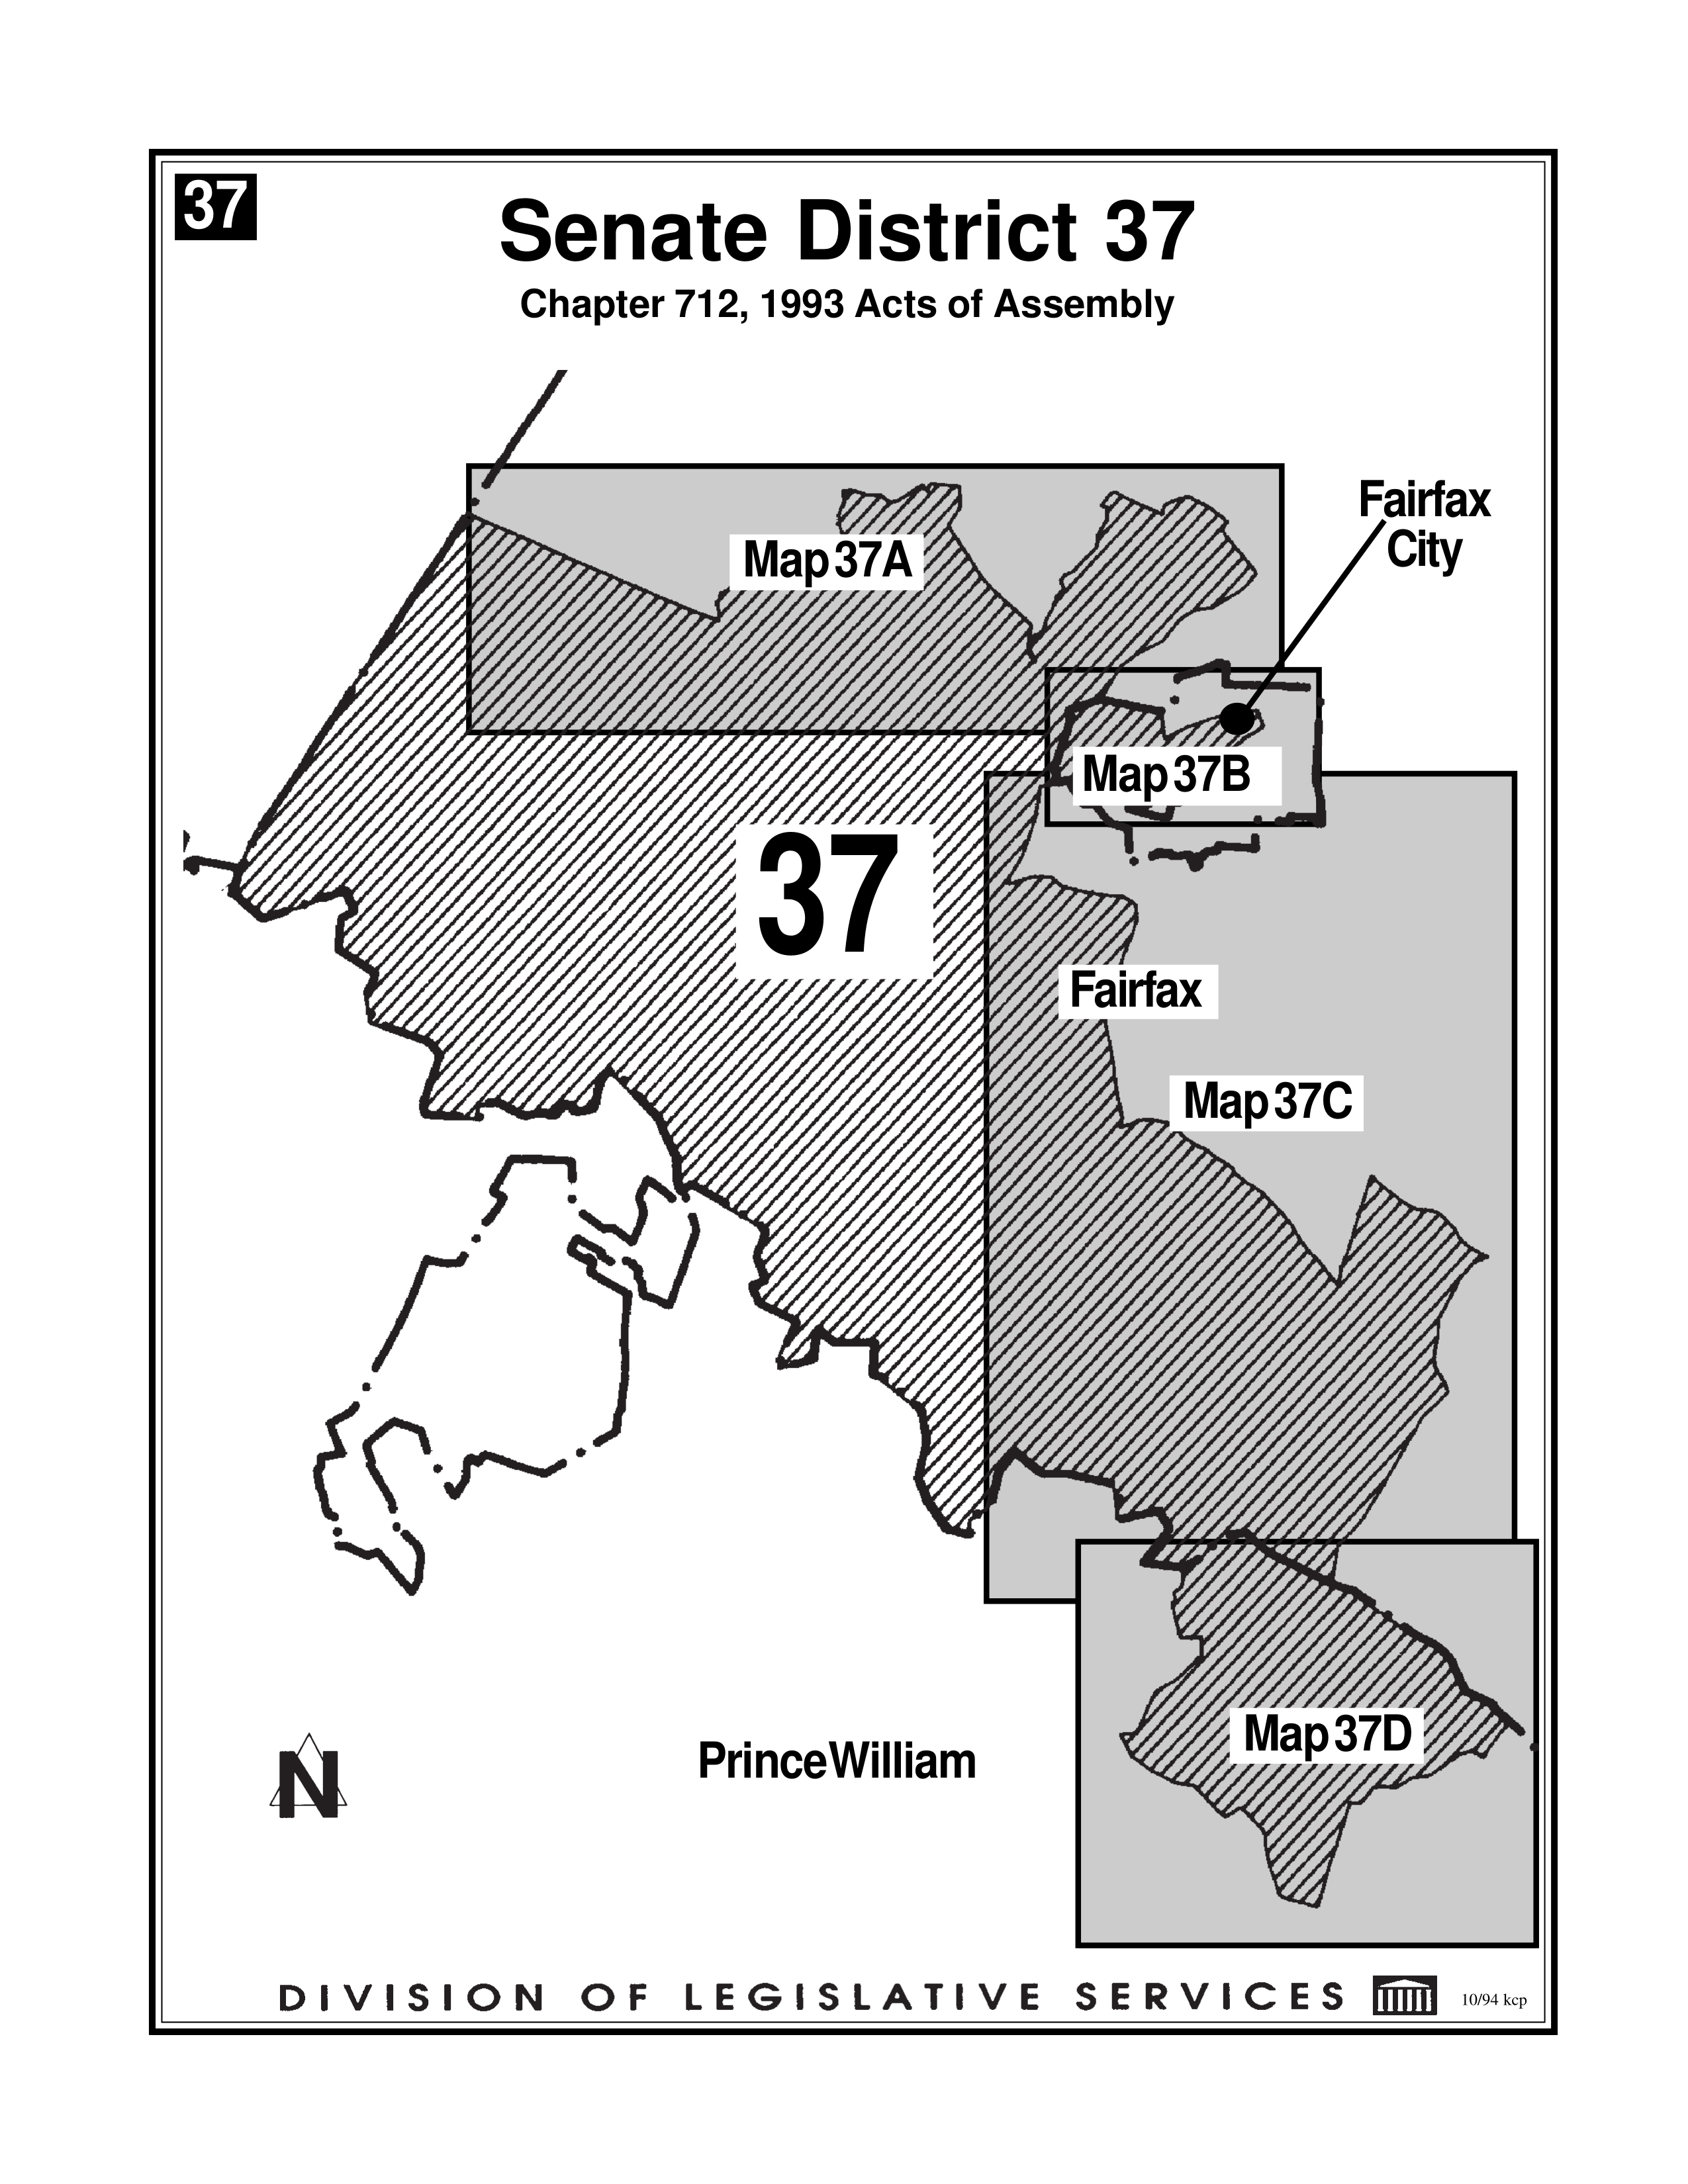 37
Senate District 37
Chapter 712, 1993 Acts of Assembly
Fairfax
City
Map 37A
Map 37B
37
Fairfax
Map 37C
Map 37D
Prince William
N
DIVISION OF LEGISLATIVE SERVICES
10/94 kcp